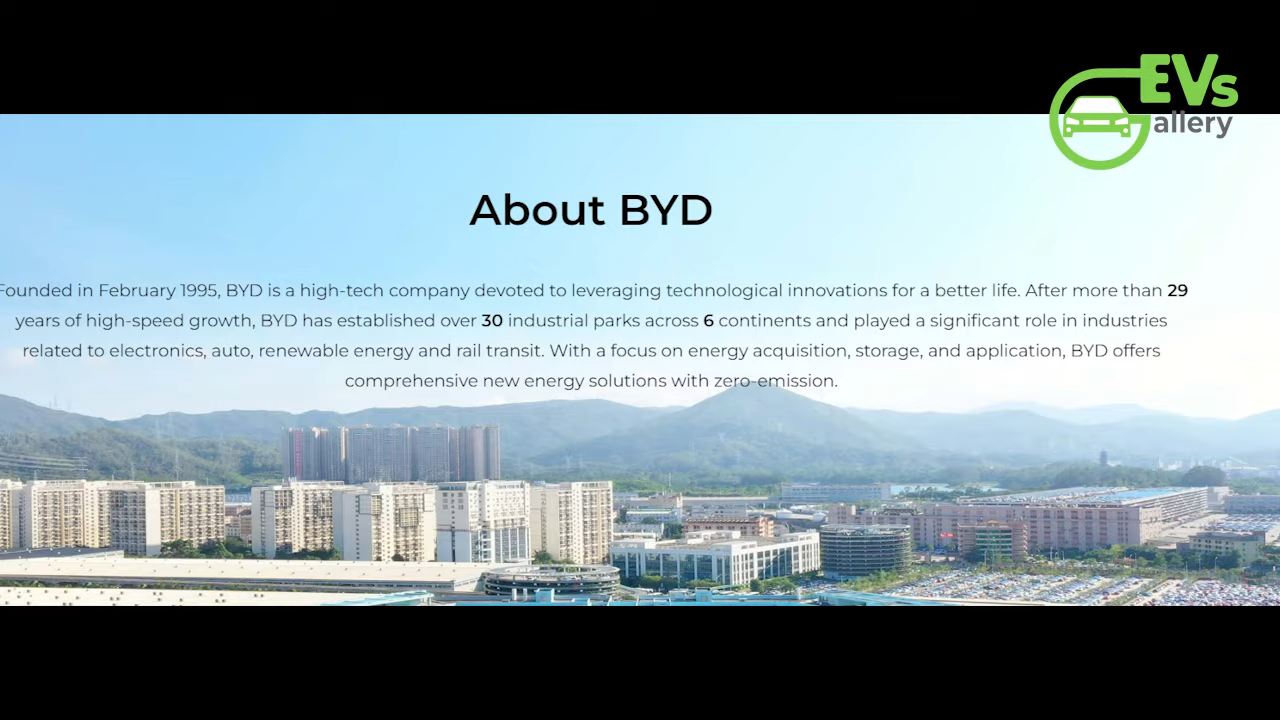 EVs
allery
About BYD
Founded in February 1995, BYD is a high-tech company devoted to leveraging technological innovations for a better life. After more than 29
years of high-speed growth, BYD has established over 30 industrial parks across 6 continents and played a significant role in industries
related to electronics, auto, renewable energy and rail transit. With a focus on energy acquisition, storage, and application, BYD offers
comprehensive new energy solutions with zero-emission.